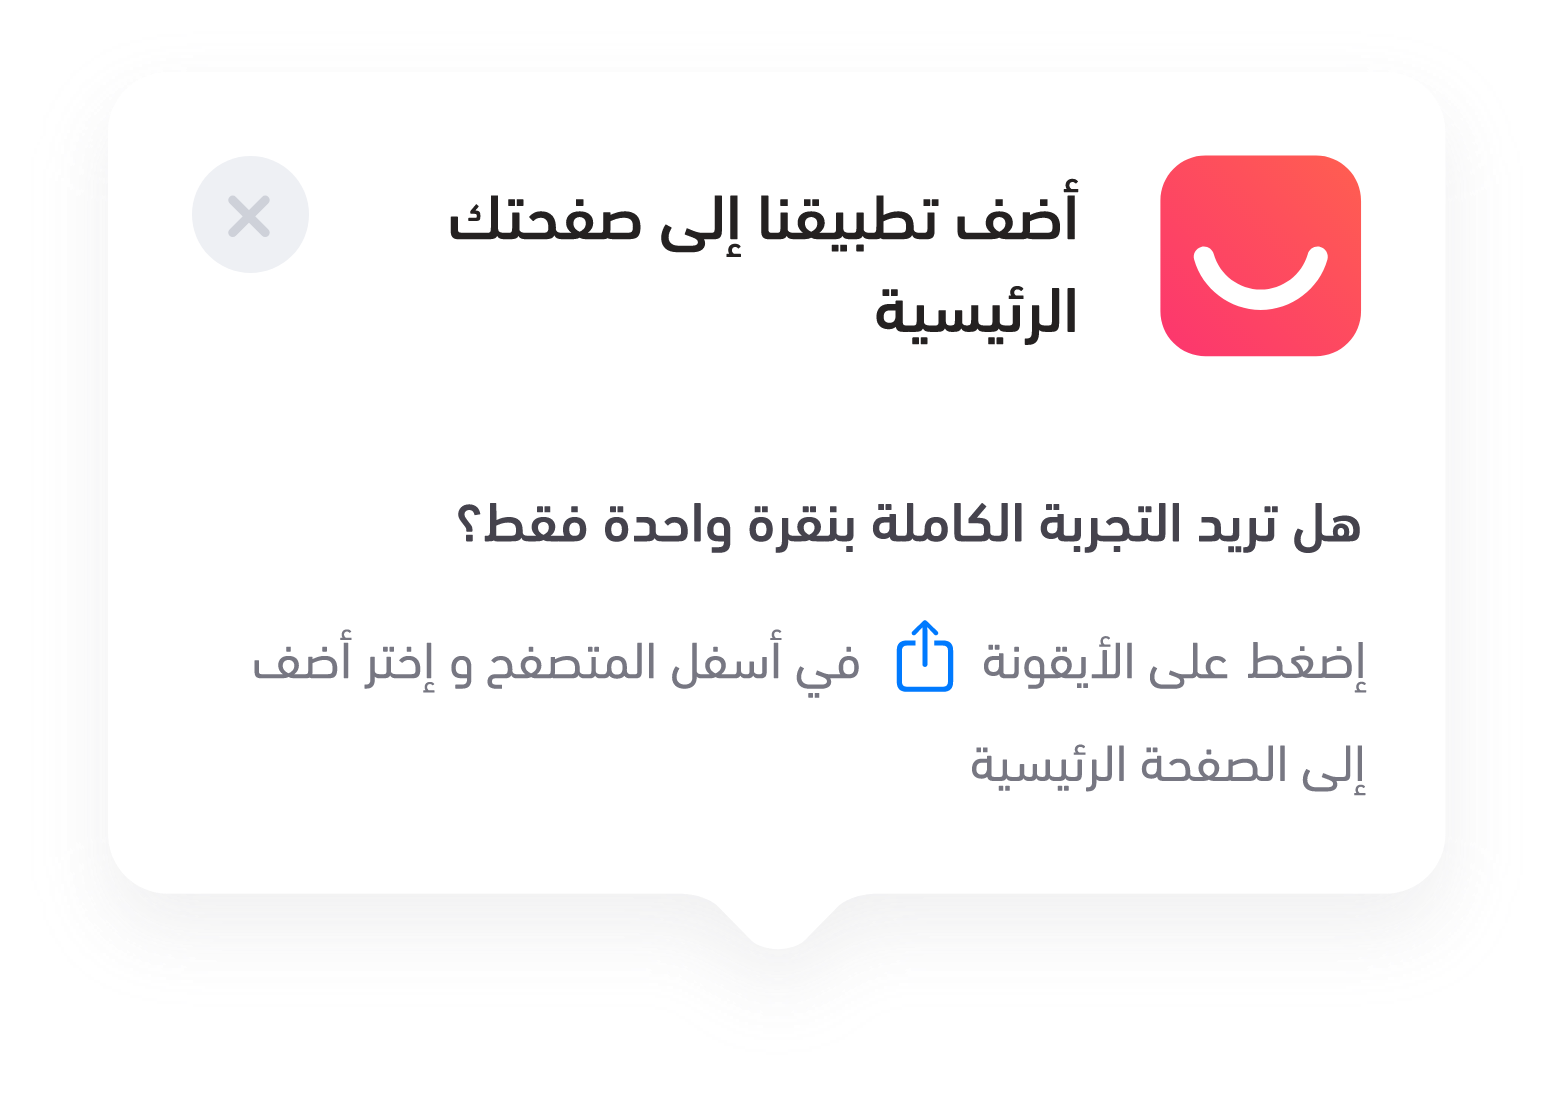 أضف تطبيقنا إلى صفحتك
الرئيسية
هل تريد التجربة الكاملة بنقرة واحدة فقط؟
إضغط على الأيقونة في أسفل المتصفح و إختر أضف
إلى الصفحة الرئيسية